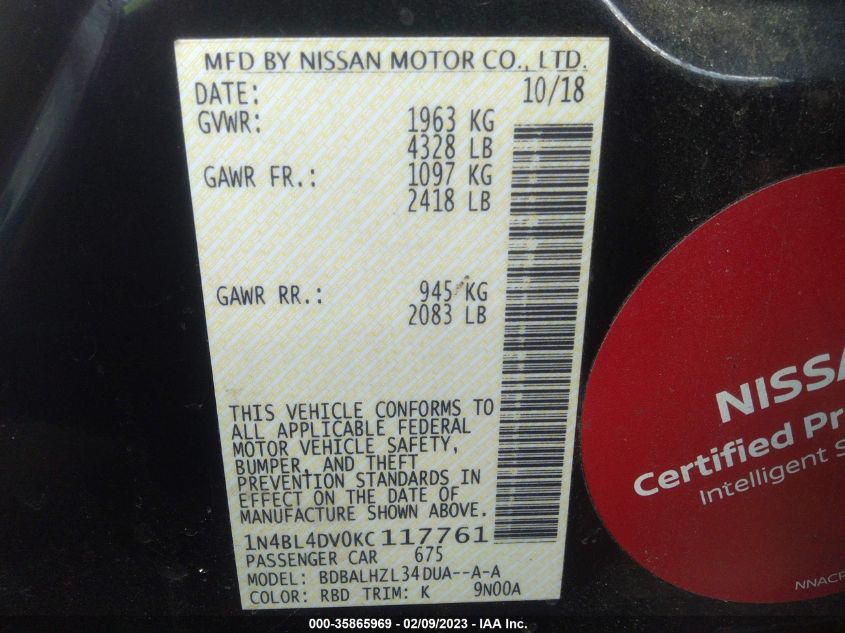 MFD BY NISSAN MOTOR CO., LTD.
DATE: 10/18
GVWR: 1963 KG
4328 LB
GAWR FR.: 1097 KG
2418 LB
GAWR RR.: 945 KG
2083 LB
THIS VEHICLE CONFORMS TO
ALL APPLICABLE FEDERAL
MOTOR VEHICLE SAFETY,
BUMPER, AND THEFT
PREVENTION STANDARDS IN
EFFECT ON THE DATE OF
MANUFACTURE SHOWN ABOVE.
1N4BL4DV0KC117761
PASSENGER CAR 675
MODEL: BDBALHZL34DUA--A-A
COLOR: RBD TRIM: K 9N00A
NISSA
Certified Pr
Intelligent S
NNACP
000-35865969 - 02/09/2023 - IAA Inc.